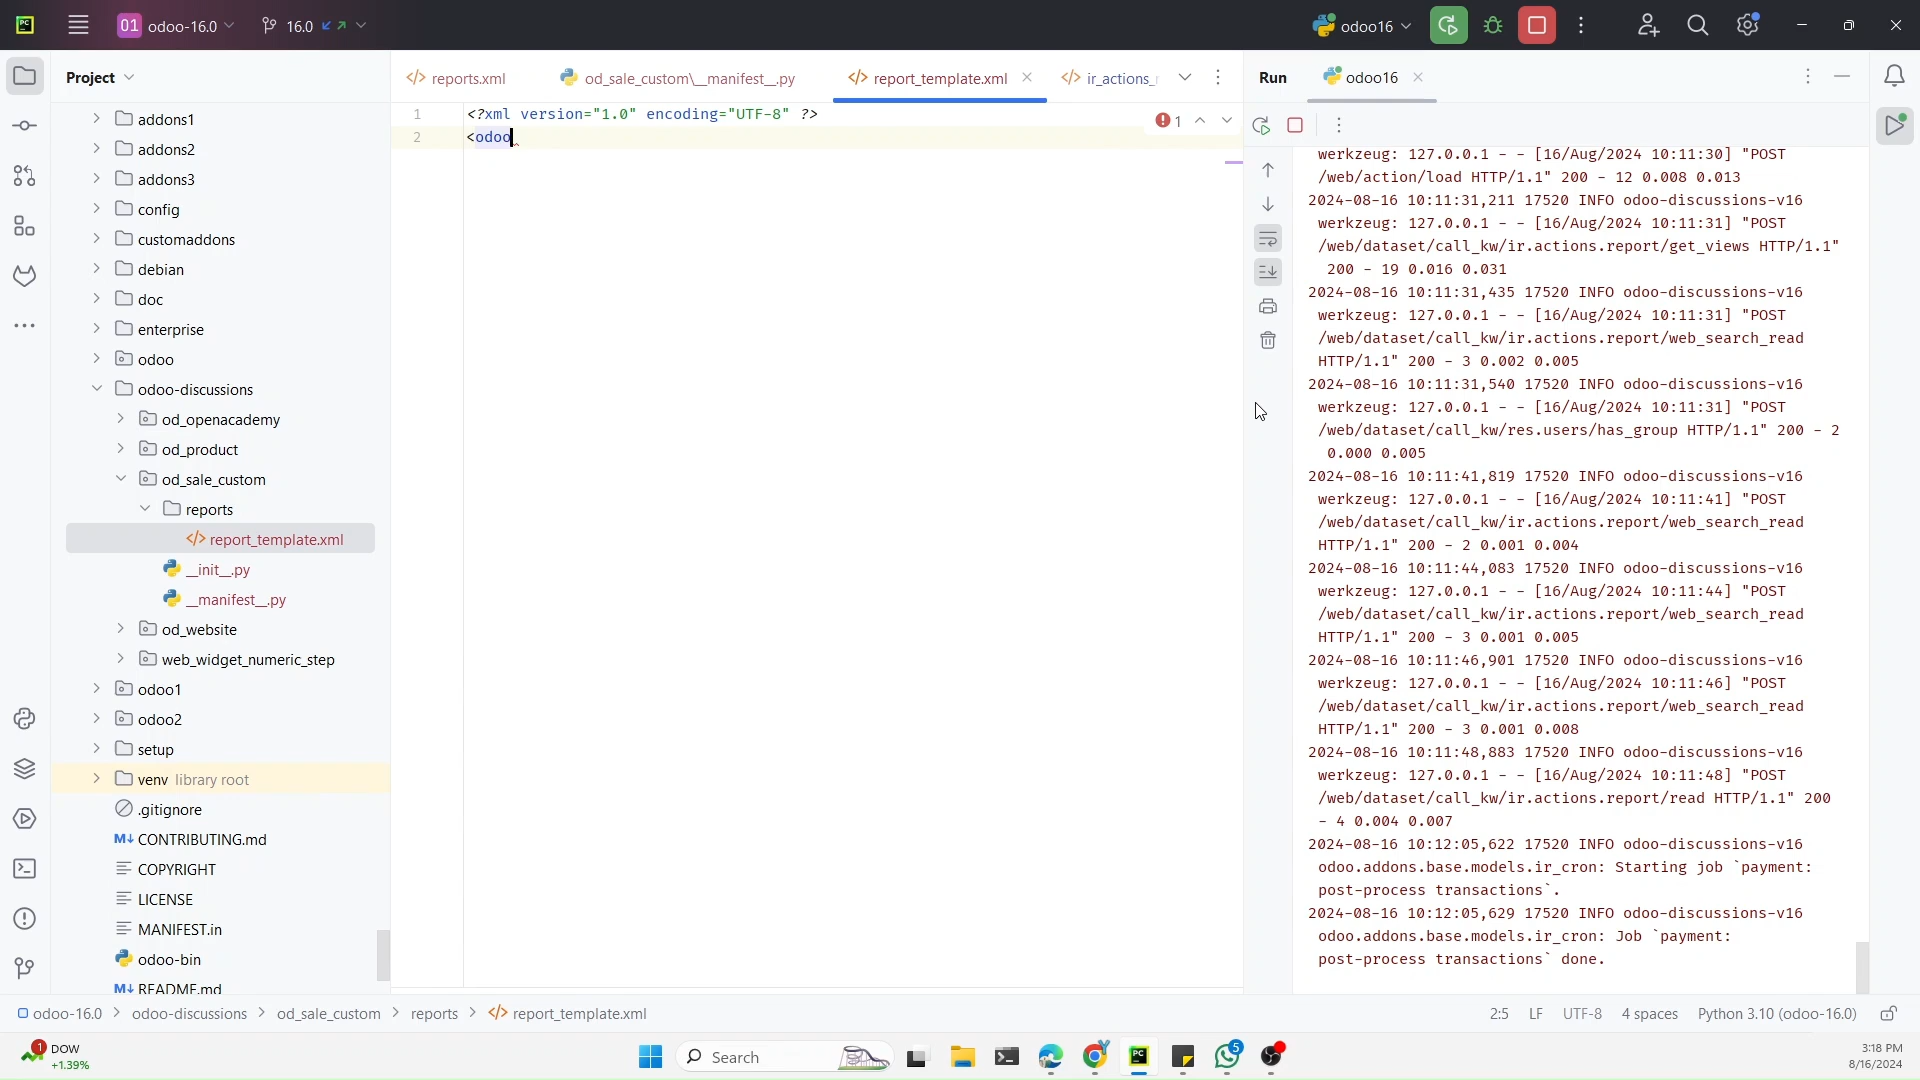 01 odoo-16.0 16.0 odoo16
Project
addons1
addons2
addons3
config
customaddons
debian
doc
enterprise
odoo
odoo-discussions
od_openacademy
od_product
od_sale_custom
reports
report_template.xml
__init__.py
__manifest__.py
od_website
web_widget_numeric_step
odoo1
odoo2
setup
venv library root
.gitignore
CONTRIBUTING.md
COPYRIGHT
LICENSE
MANIFEST.in
odoo-bin
README.md
reports.xml od_sale_custom\__manifest__.py report_template.xml ir_actions_
1 <?xml version="1.0" encoding="UTF-8" ?>
2 <odoo
1
Run odoo16
werkzeug: 127.0.0.1 - - [16/Aug/2024 10:11:30] "POST
/web/action/load HTTP/1.1" 200 - 12 0.008 0.013
2024-08-16 10:11:31,211 17520 INFO odoo-discussions-v16
werkzeug: 127.0.0.1 - - [16/Aug/2024 10:11:31] "POST
/web/dataset/call_kw/ir.actions.report/get_views HTTP/1.1"
200 - 19 0.016 0.031
2024-08-16 10:11:31,435 17520 INFO odoo-discussions-v16
werkzeug: 127.0.0.1 - - [16/Aug/2024 10:11:31] "POST
/web/dataset/call_kw/ir.actions.report/web_search_read
HTTP/1.1" 200 - 3 0.002 0.005
2024-08-16 10:11:31,540 17520 INFO odoo-discussions-v16
werkzeug: 127.0.0.1 - - [16/Aug/2024 10:11:31] "POST
/web/dataset/call_kw/res.users/has_group HTTP/1.1" 200 - 2
0.000 0.005
2024-08-16 10:11:41,819 17520 INFO odoo-discussions-v16
werkzeug: 127.0.0.1 - - [16/Aug/2024 10:11:41] "POST
/web/dataset/call_kw/ir.actions.report/web_search_read
HTTP/1.1" 200 - 2 0.001 0.004
2024-08-16 10:11:44,083 17520 INFO odoo-discussions-v16
werkzeug: 127.0.0.1 - - [16/Aug/2024 10:11:44] "POST
/web/dataset/call_kw/ir.actions.report/web_search_read
HTTP/1.1" 200 - 3 0.001 0.005
2024-08-16 10:11:46,901 17520 INFO odoo-discussions-v16
werkzeug: 127.0.0.1 - - [16/Aug/2024 10:11:46] "POST
/web/dataset/call_kw/ir.actions.report/web_search_read
HTTP/1.1" 200 - 3 0.001 0.008
2024-08-16 10:11:48,883 17520 INFO odoo-discussions-v16
werkzeug: 127.0.0.1 - - [16/Aug/2024 10:11:48] "POST
/web/dataset/call_kw/ir.actions.report/read HTTP/1.1" 200
- 4 0.004 0.007
2024-08-16 10:12:05,622 17520 INFO odoo-discussions-v16
odoo.addons.base.models.ir_cron: Starting job `payment:
post-process transactions`.
2024-08-16 10:12:05,629 17520 INFO odoo-discussions-v16
odoo.addons.base.models.ir_cron: Job `payment:
post-process transactions` done.
odoo-16.0 > odoo-discussions > od_sale_custom > reports > report_template.xml
2:5 LF UTF-8 4 spaces Python 3.10 (odoo-16.0)
1 DOW
+1.39%
Search
5
3:18 PM
8/16/2024